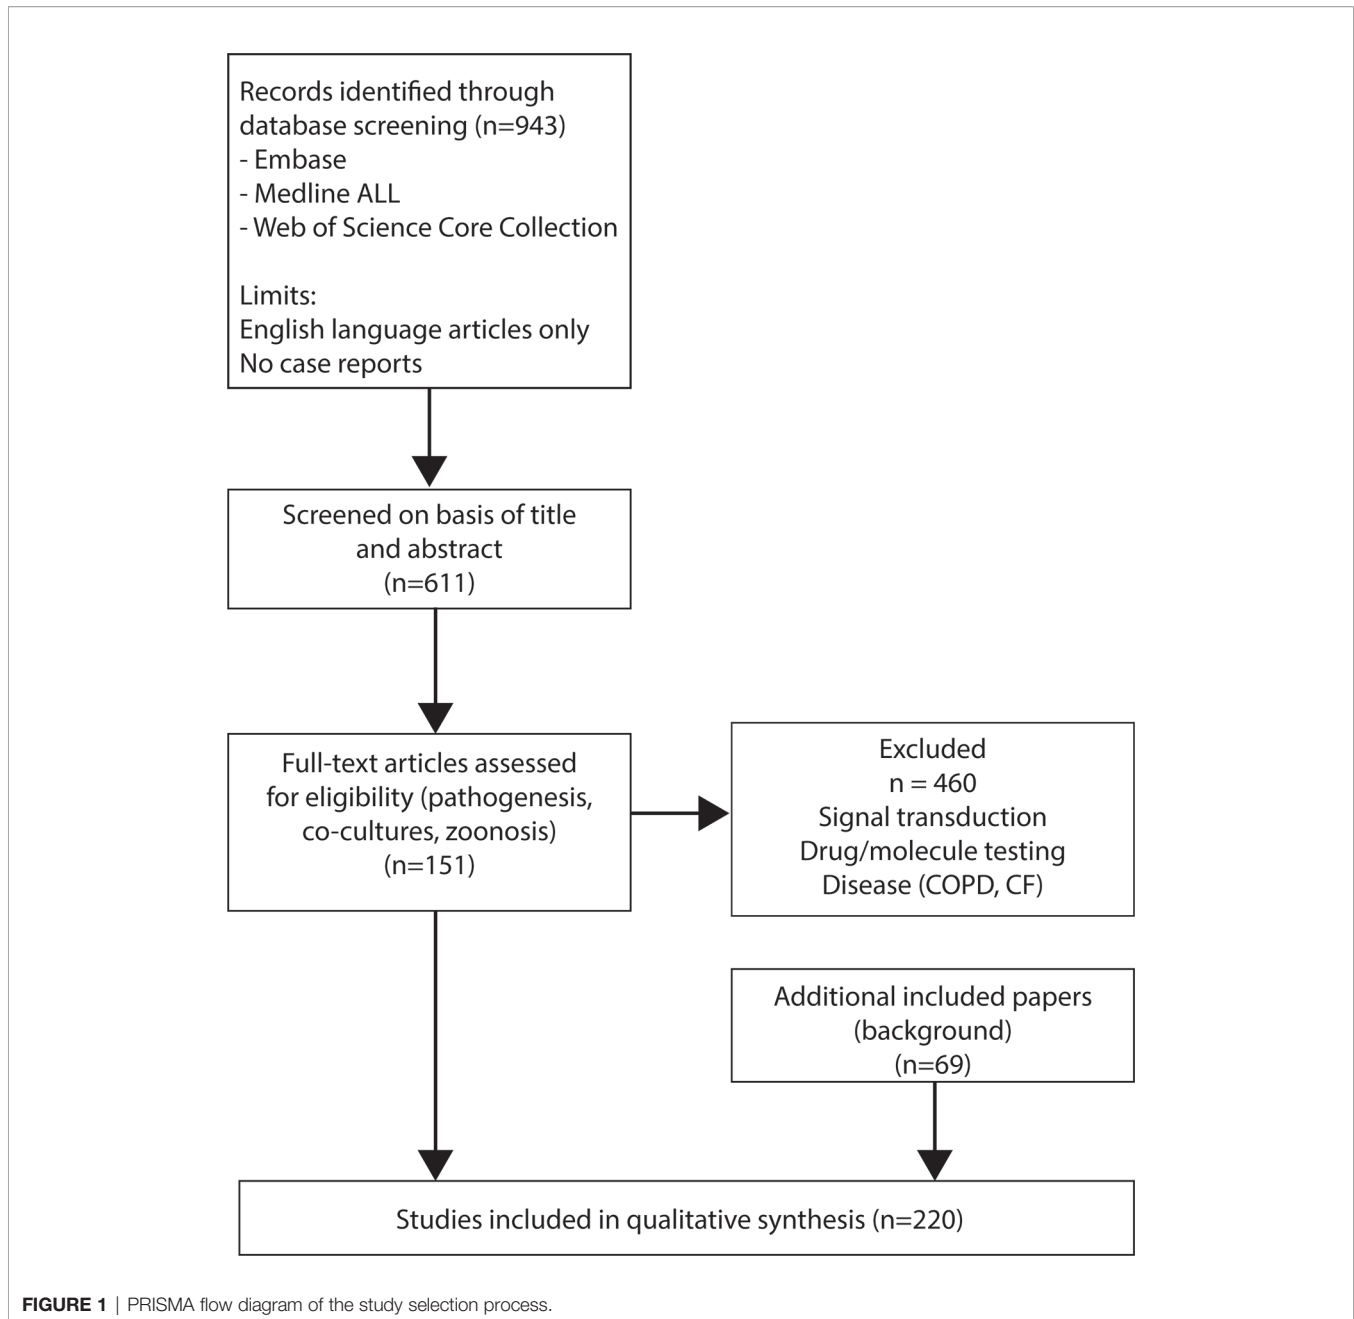 Records identified through
database screening (n=943)
- Embase
- Medline ALL
- Web of Science Core Collection
Limits:
English language articles only
No case reports
Screened on basis of title
and abstract
(n=611)
Full-text articles assessed
for eligibility (pathogenesis,
co-cultures, zoonosis)
(n=151)
Excluded
n = 460
Signal transduction
Drug/molecule testing
Disease (COPD, CF)
Additional included papers
(background)
(n=69)
Studies included in qualitative synthesis (n=220)
FIGURE 1 | PRISMA flow diagram of the study selection process.